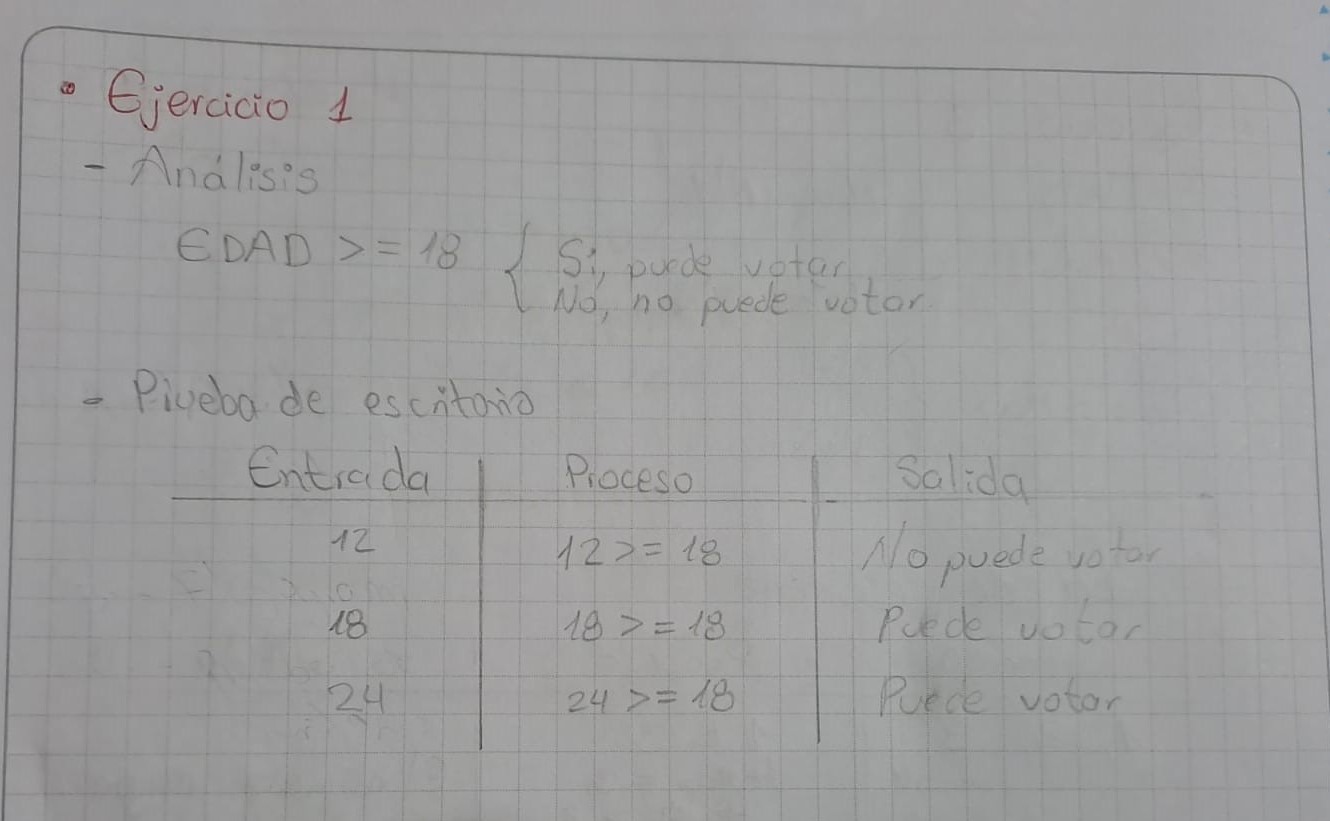 • Ejercicio 1
- Análisis
EDAD >= 18 { Si, puede votar
No, no puede votar.
- Prueba de escritorio
Entrada | Proceso | Salida
12 | 12 >= 18 | No puede votar
18 | 18 >= 18 | Puede votar
24 | 24 >= 18 | Puede votar